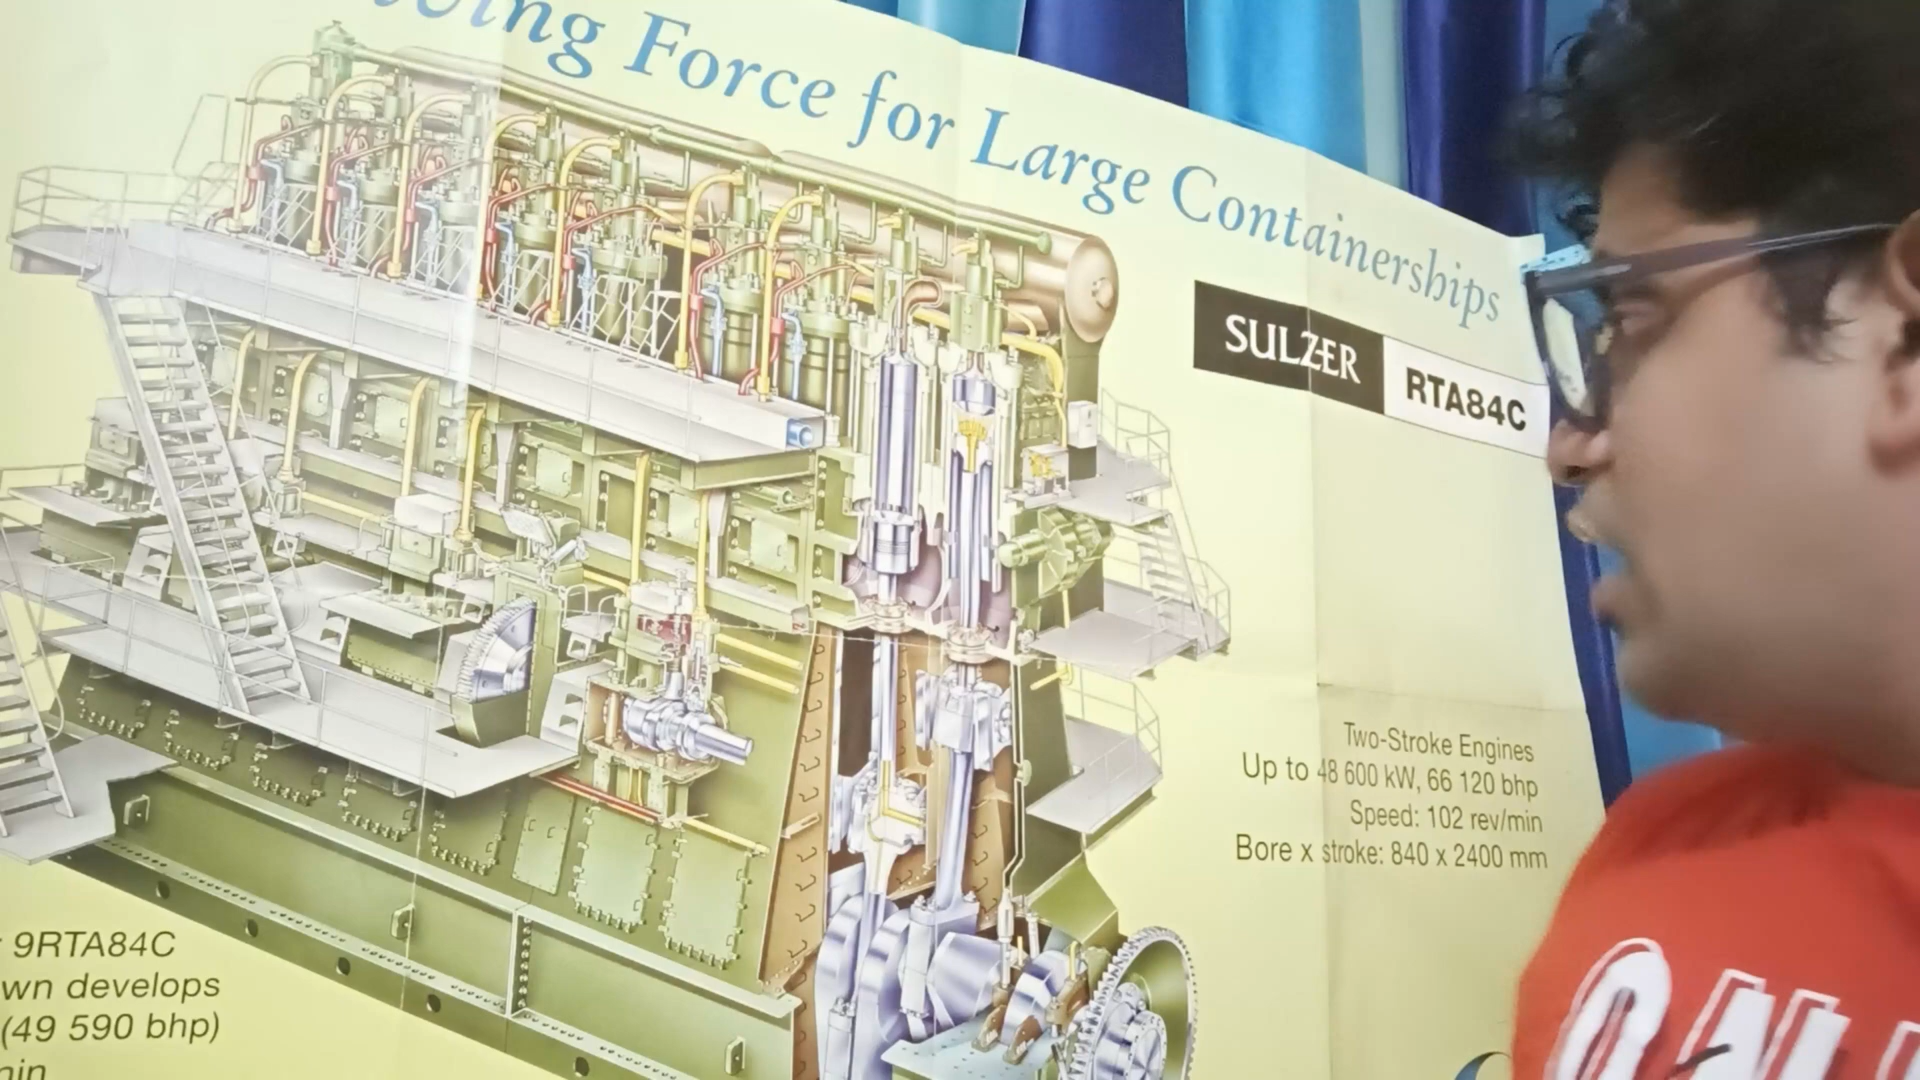 Force for Large Containerships
SULZER RTA84C
Two-Stroke Engines
Up to 48 600 kW, 66 120 bhp
Speed: 102 rev/min
Bore x stroke: 840 x 2400 mm
9RTA84C
develops
(49 590 bhp)